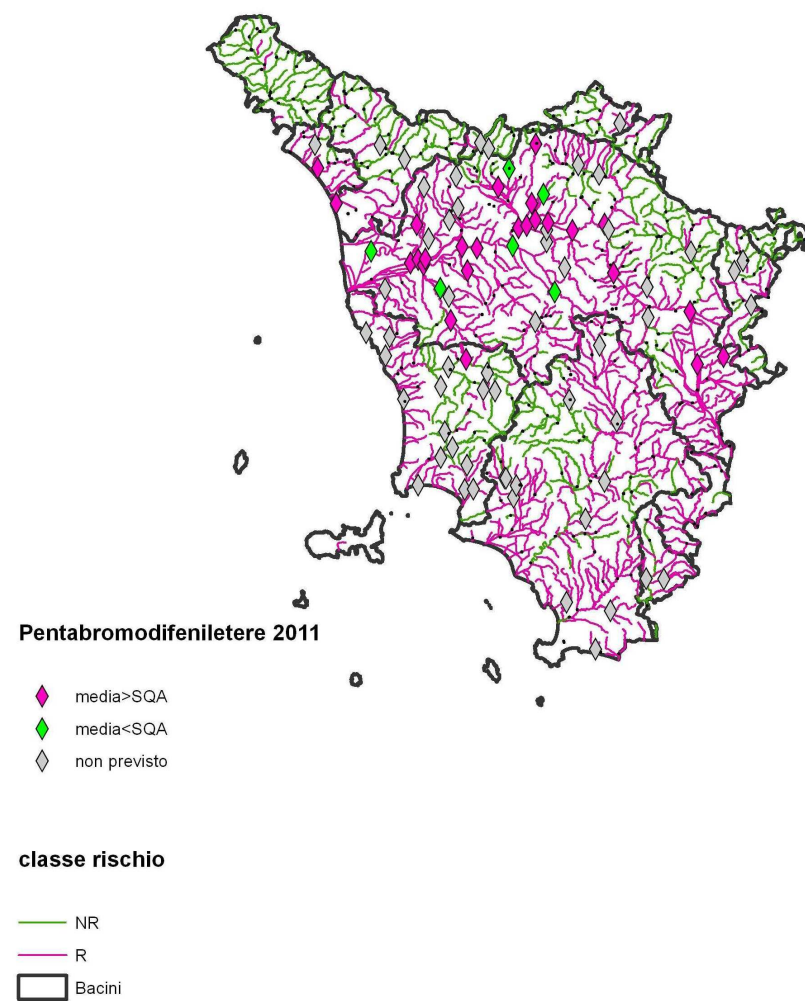 Pentabromodifeniletere 2011
media>SQA
media<SQA
non previsto
classe rischio
NR
R
Bacini